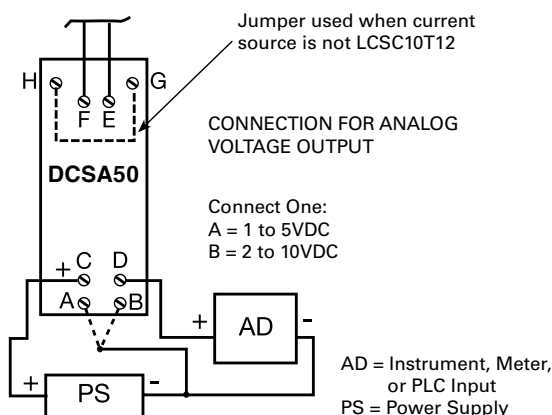 Jumper used when current
source is not LCSC10T12
H
G
F E
CONNECTION FOR ANALOG
VOLTAGE OUTPUT
DCSA50
Connect One:
A = 1 to 5VDC
B = 2 to 10VDC
+ C D
A B
+ AD -
+ PS -
AD = Instrument, Meter,
or PLC Input
PS = Power Supply